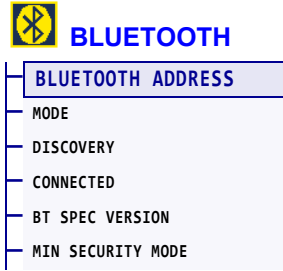 BLUETOOTH
BLUETOOTH ADDRESS
MODE
DISCOVERY
CONNECTED
BT SPEC VERSION
MIN SECURITY MODE